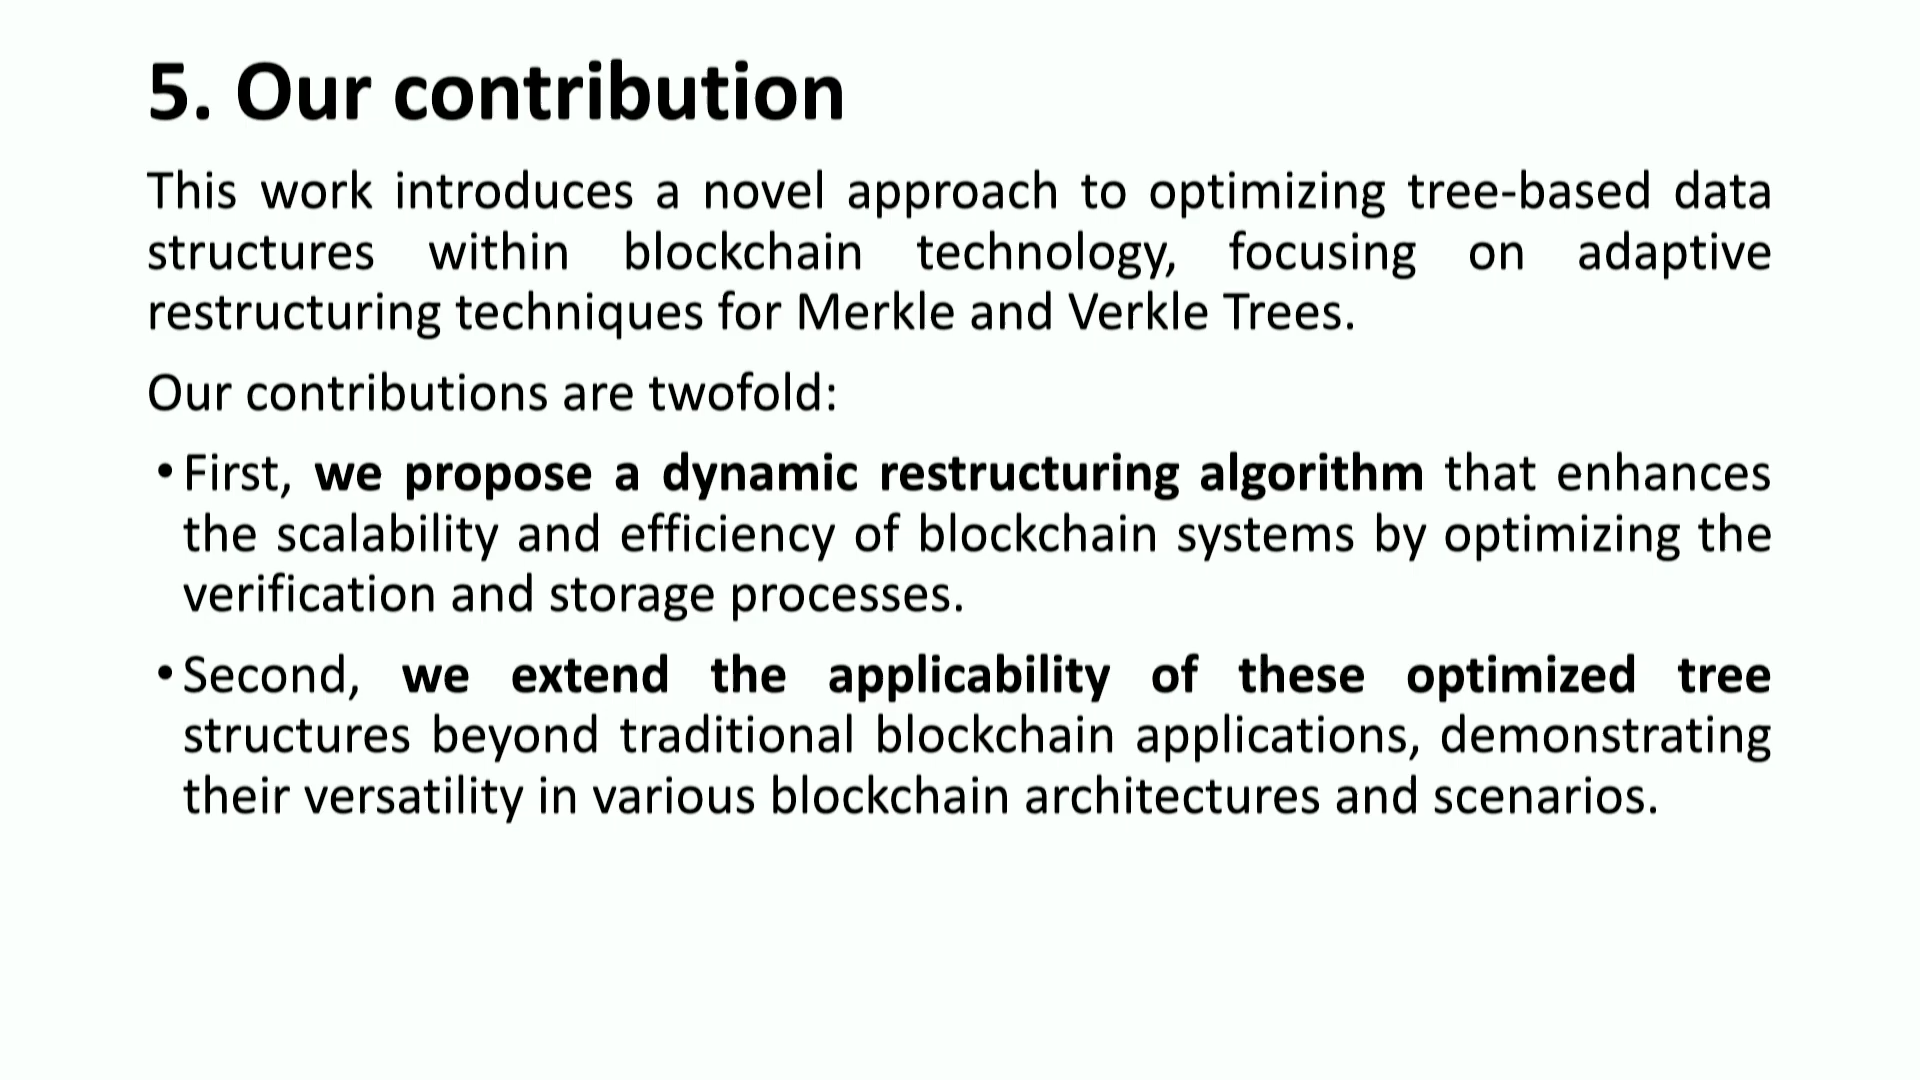 5. Our contribution
This work introduces a novel approach to optimizing tree-based data
structures within blockchain technology, focusing on adaptive
restructuring techniques for Merkle and Verkle Trees.
Our contributions are twofold:
• First, we propose a dynamic restructuring algorithm that enhances
the scalability and efficiency of blockchain systems by optimizing the
verification and storage processes.
• Second, we extend the applicability of these optimized tree
structures beyond traditional blockchain applications, demonstrating
their versatility in various blockchain architectures and scenarios.